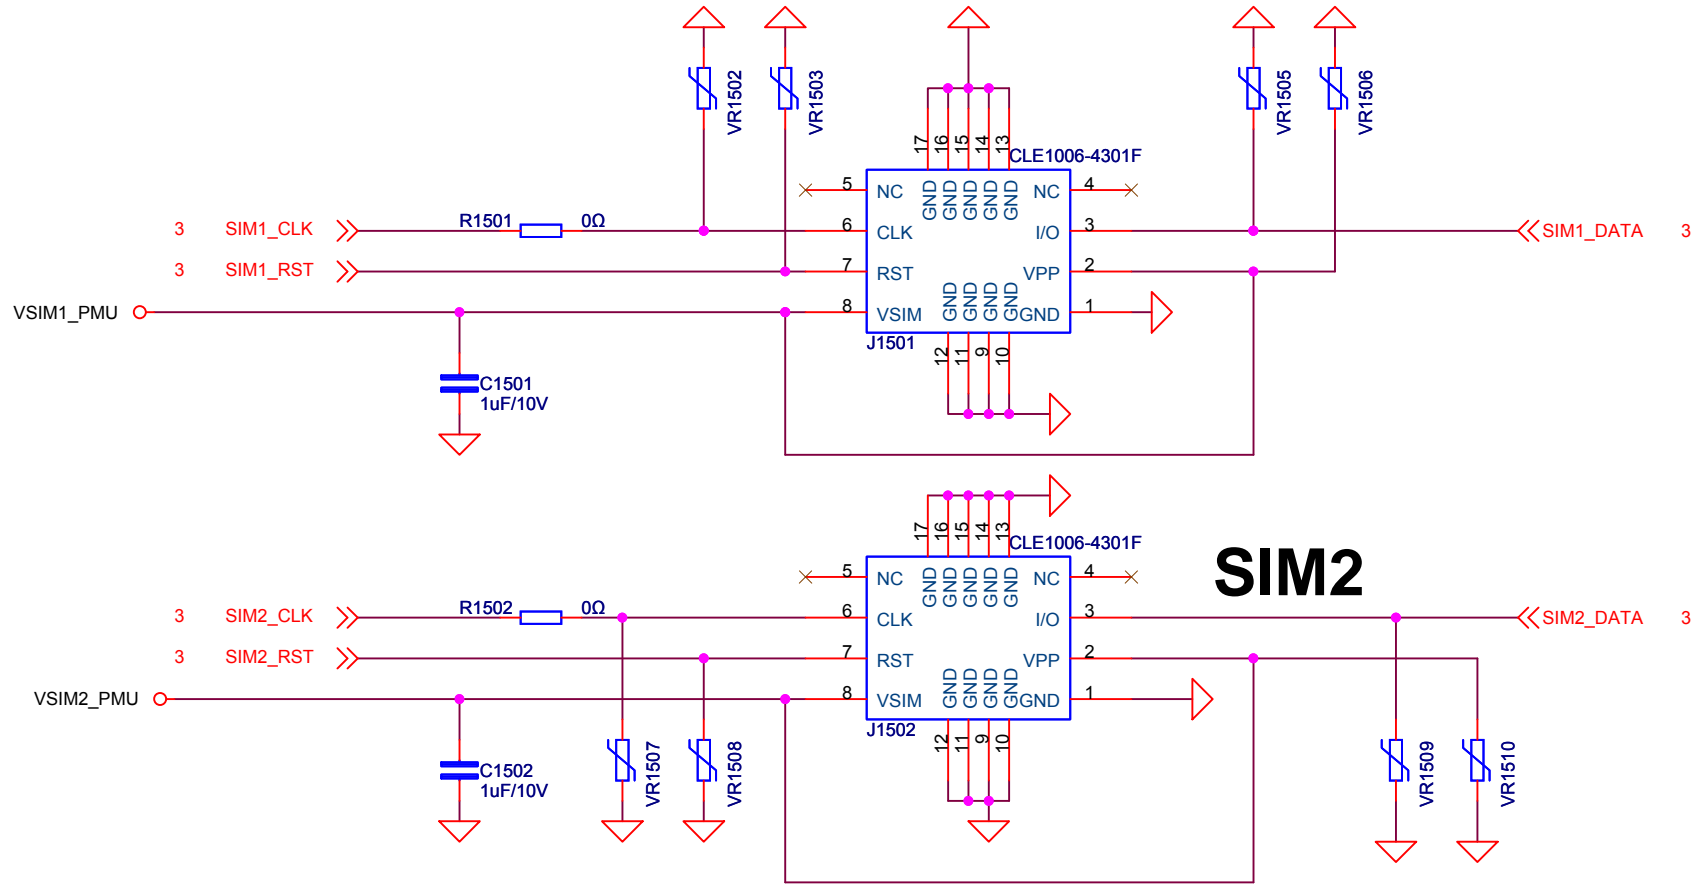 VR1502
VR1503
VR1505
VR1506
17
16
15
14
13
CLE1006-4301F
5
NC
GND
GND
GND
GND
GND
NC
4
3
SIM1_CLK
R1501
0Ω
6
CLK
I/O
3
SIM1_DATA
3
3
SIM1_RST
7
RST
VPP
2
VSIM1_PMU
8
VSIM
GND
GND
GND
GND
GND
1
J1501
12
11
9
10
C1501
1uF/10V
17
16
15
14
13
CLE1006-4301F
SIM2
5
NC
GND
GND
GND
GND
GND
NC
4
3
SIM2_CLK
R1502
0Ω
6
CLK
I/O
3
SIM2_DATA
3
3
SIM2_RST
7
RST
VPP
2
VSIM2_PMU
8
VSIM
GND
GND
GND
GND
GND
1
J1502
12
11
9
10
C1502
1uF/10V
VR1507
VR1508
VR1509
VR1510